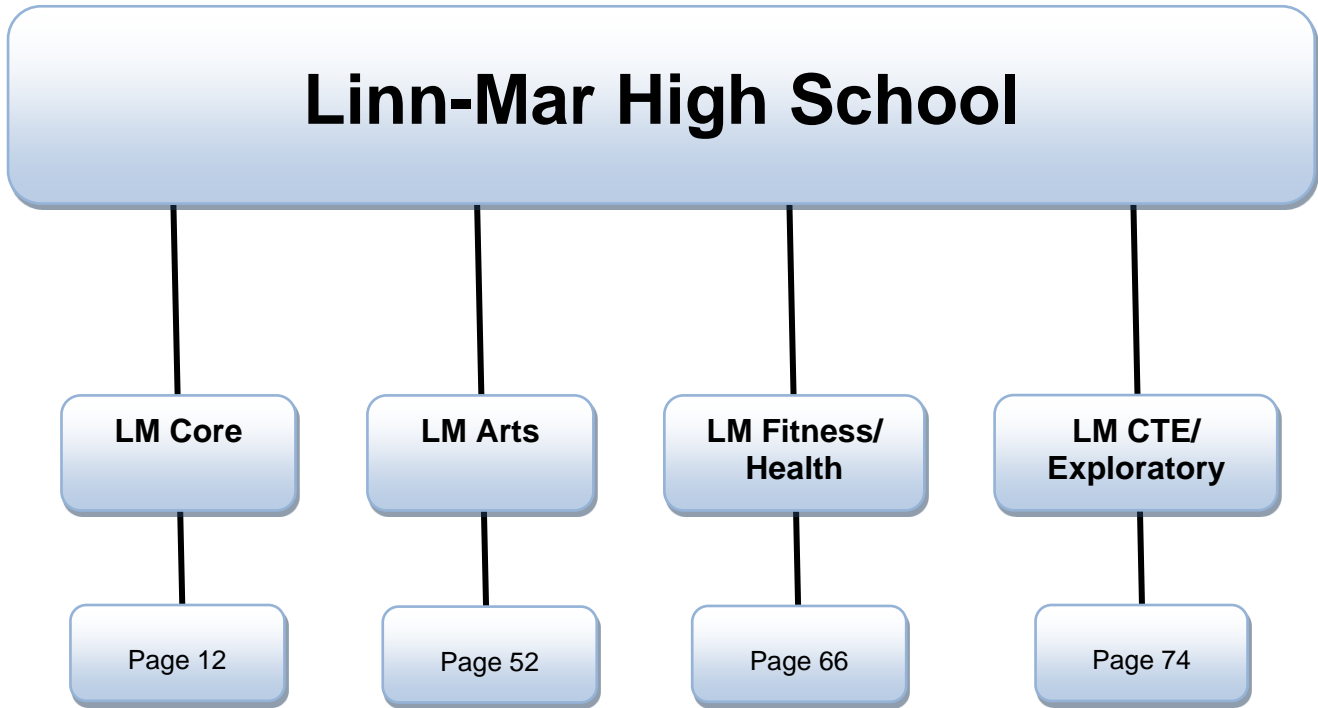 Linn-Mar High School
LM Core
LM Arts
LM Fitness/
Health
LM CTE/
Exploratory
Page 12
Page 52
Page 66
Page 74